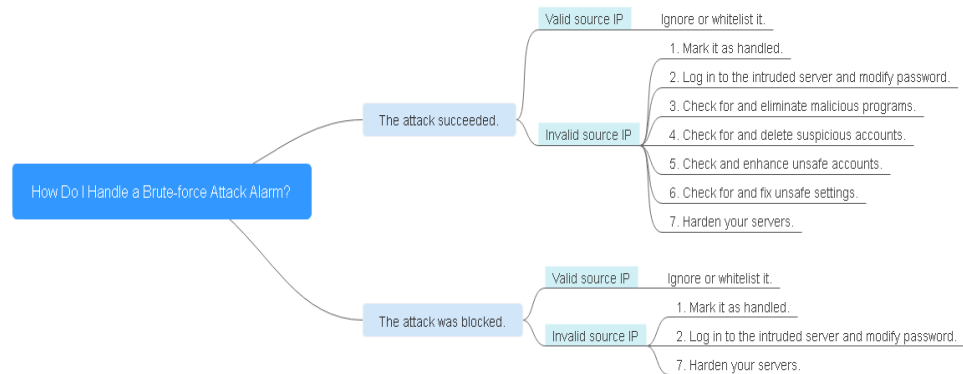 How Do I Handle a Brute-force Attack Alarm?
The attack succeeded.
Valid source IP
Ignore or whitelist it.
Invalid source IP
1. Mark it as handled.
2. Log in to the intruded server and modify password.
3. Check for and eliminate malicious programs.
4. Check for and delete suspicious accounts.
5. Check and enhance unsafe accounts.
6. Check for and fix unsafe settings.
7. Harden your servers.
The attack was blocked.
Valid source IP
Ignore or whitelist it.
Invalid source IP
1. Mark it as handled.
2. Log in to the intruded server and modify password.
7. Harden your servers.